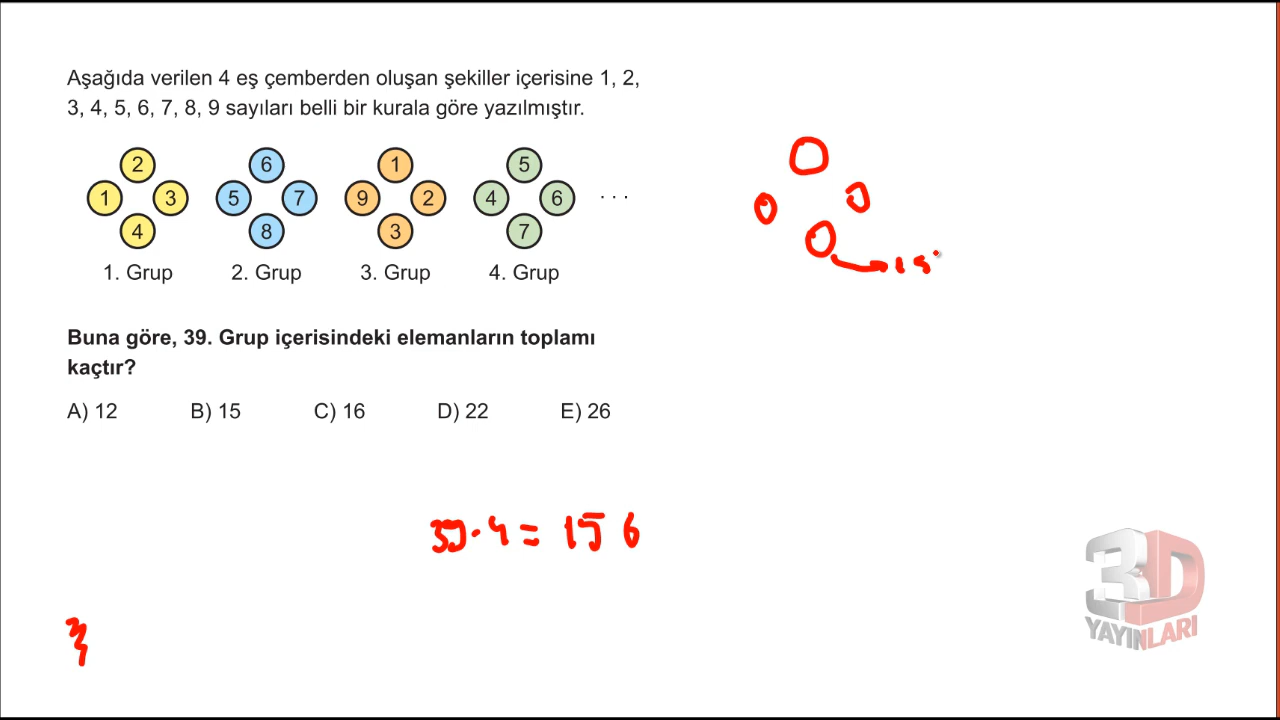 Aşağıda verilen 4 eş çemberden oluşan şekiller içerisine 1, 2,
3, 4, 5, 6, 7, 8, 9 sayıları belli bir kurala göre yazılmıştır.
2 6 1 5
1 3 5 7 9 2 4 6 . . .
4 8 3 7
1. Grup 2. Grup 3. Grup 4. Grup
Buna göre, 39. Grup içerisindeki elemanların toplamı
kaçtır?
A) 12 B) 15 C) 16 D) 22 E) 26
39.4 = 156
3D
YAYINLARI